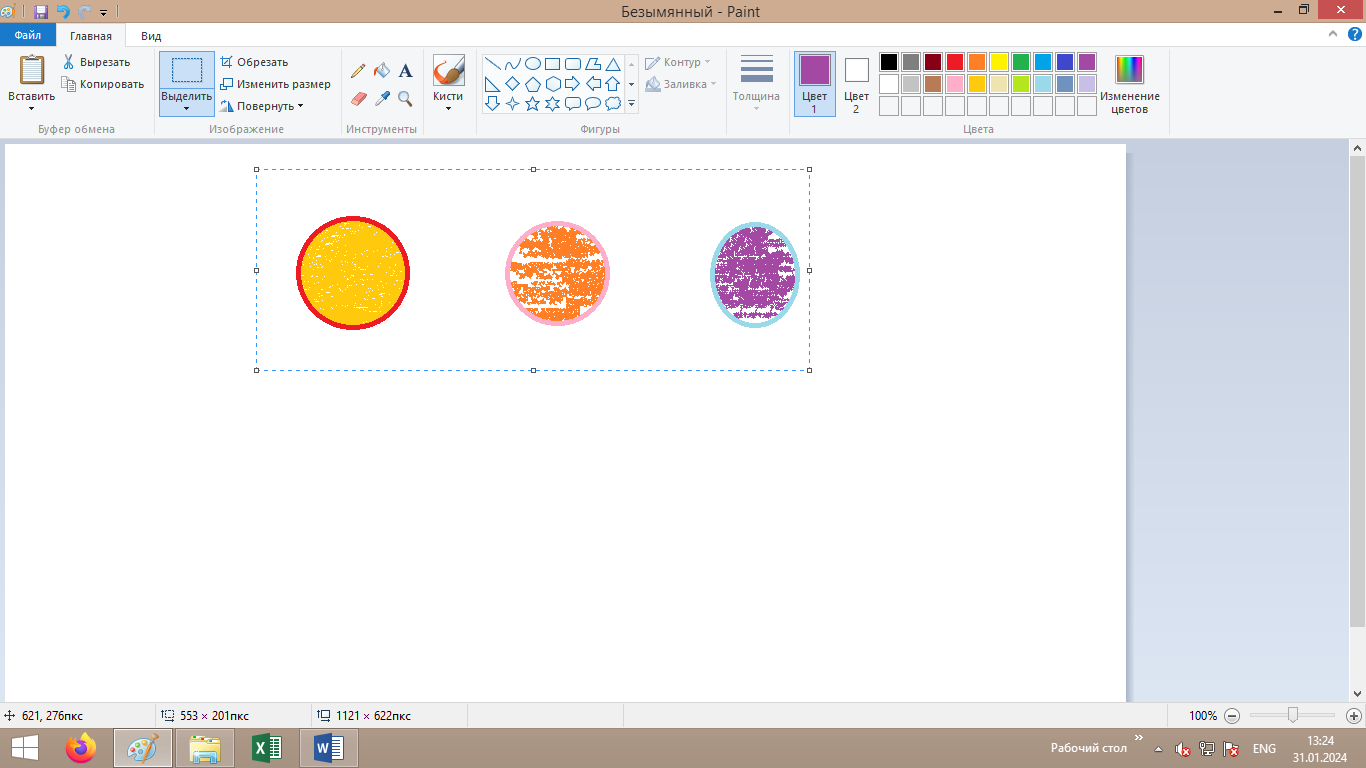 Безымянный - Paint
Файл Главная Вид
Вставить
Вырезать
Копировать
Буфер обмена
Выделить
Обрезать
Изменить размер
Повернуть
Изображение
A
Инструменты
Кисти
Контур
Заливка
Фигуры
Толщина
Цвет
1
Цвет
2
Изменение
цветов
Цвета
621, 276пкс 553 × 201пкс 1121 × 622пкс 100%
Рабочий стол » ENG 13:24
31.01.2024